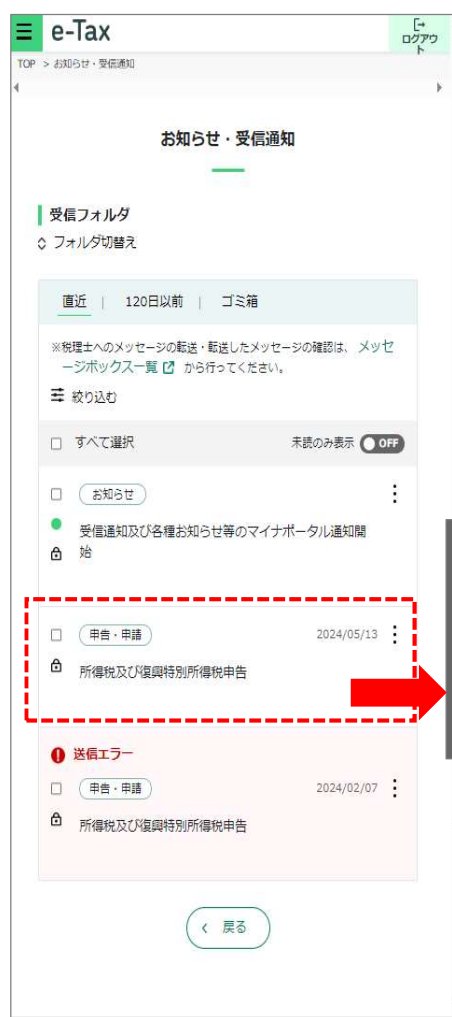 e-Tax
ログアウ
ト
TOP > お知らせ・受信通知
お知らせ・受信通知
受信フォルダ
フォルダ切替え
直近 | 120日以前 | ゴミ箱
※税理士へのメッセージの転送・転送したメッセージの確認は、 メッセ
ージボックス一覧 から行ってください。
絞り込む
すべて選択 未読のみ表示 OFF
お知らせ
受信通知及び各種お知らせ等のマイナポータル通知開
始
申告・申請 2024/05/13
所得税及び復興特別所得税申告
送信エラー
申告・申請 2024/02/07
所得税及び復興特別所得税申告
戻る